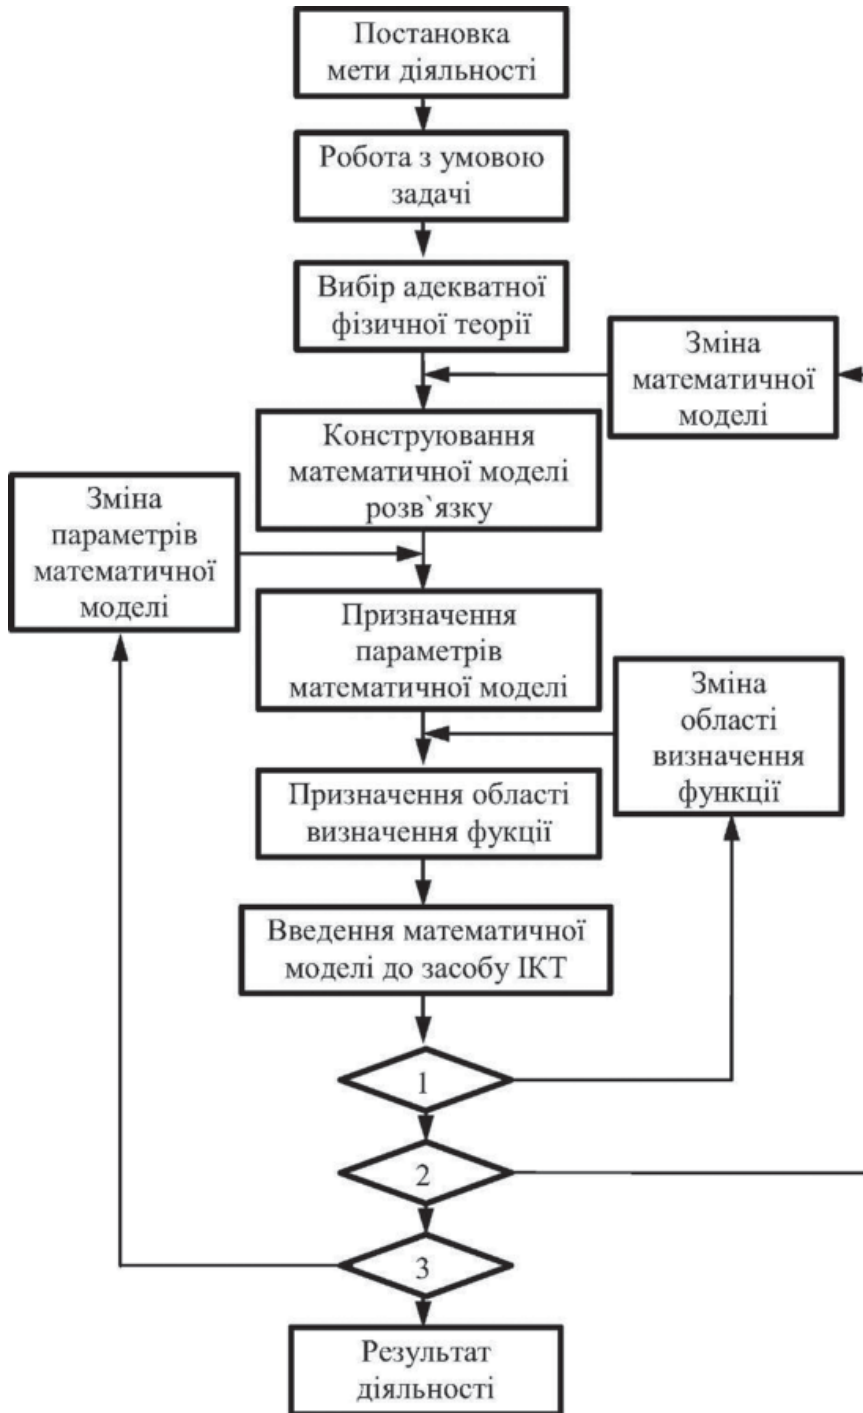 Постановка
мети діяльності
Робота з умовою
задачі
Вибір адекватної
фізичної теорії
Зміна
математичної
моделі
Конструювання
математичної моделі
розв`язку
Зміна
параметрів
математичної
моделі
Призначення
параметрів
математичної моделі
Зміна
області
визначення
функції
Призначення області
визначення фукції
Введення математичної
моделі до засобу ІКТ
1
2
3
Результат
діяльності